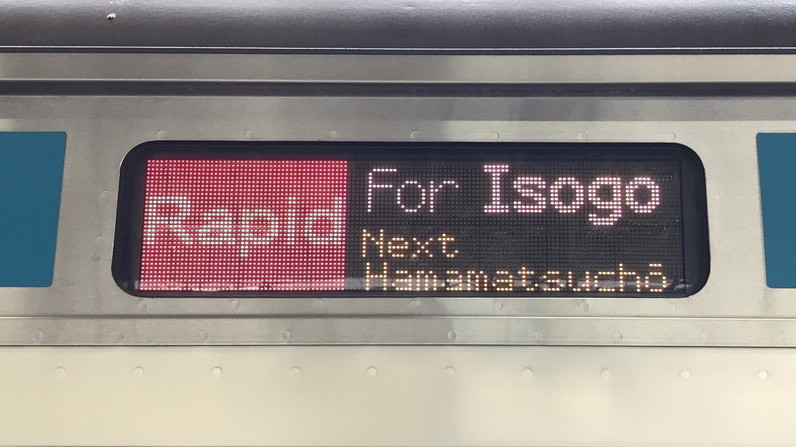 Rapid
For Isogo
Next
Hamamatsuchō